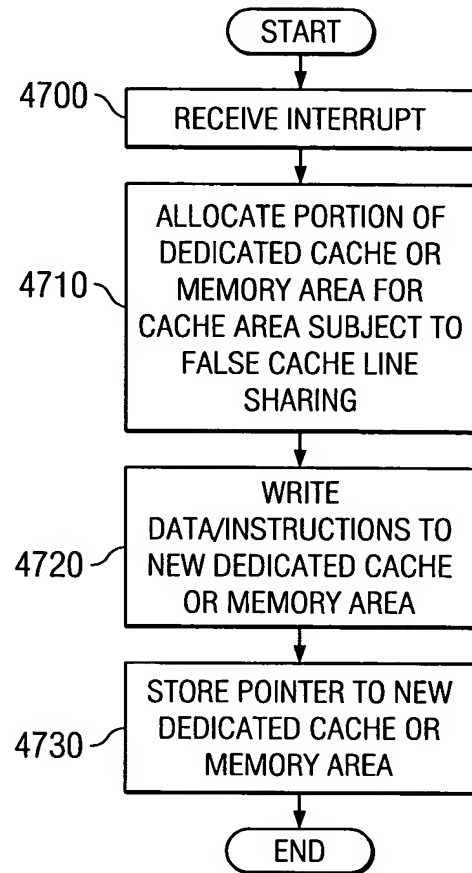 START
4700
RECEIVE INTERRUPT
4710
ALLOCATE PORTION OF
DEDICATED CACHE OR
MEMORY AREA FOR
CACHE AREA SUBJECT TO
FALSE CACHE LINE
SHARING
4720
WRITE
DATA/INSTRUCTIONS TO
NEW DEDICATED CACHE
OR MEMORY AREA
4730
STORE POINTER TO NEW
DEDICATED CACHE OR
MEMORY AREA
END